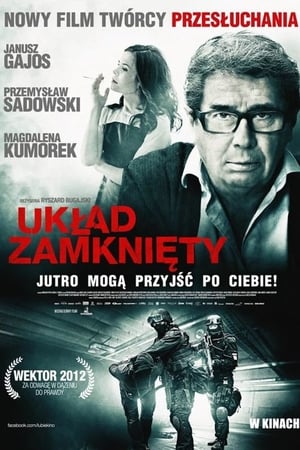 NOWY FILM TWÓRCY PRZESŁUCHANIA
JANUSZ
GAJOS
PRZEMYSŁAW
SADOWSKI
MAGDALENA
KUMOREK
REŻYSERIA RYSZARD BUGAJSKI
UKŁAD
ZAMKNIĘTY
JUTRO MOGĄ PRZYJŚĆ PO CIEBIE!
WEKTOR 2012
ZA ODWAGĘ W DĄŻENIU
DO PRAWDY
facebook.com/lubiekino
W KINACH